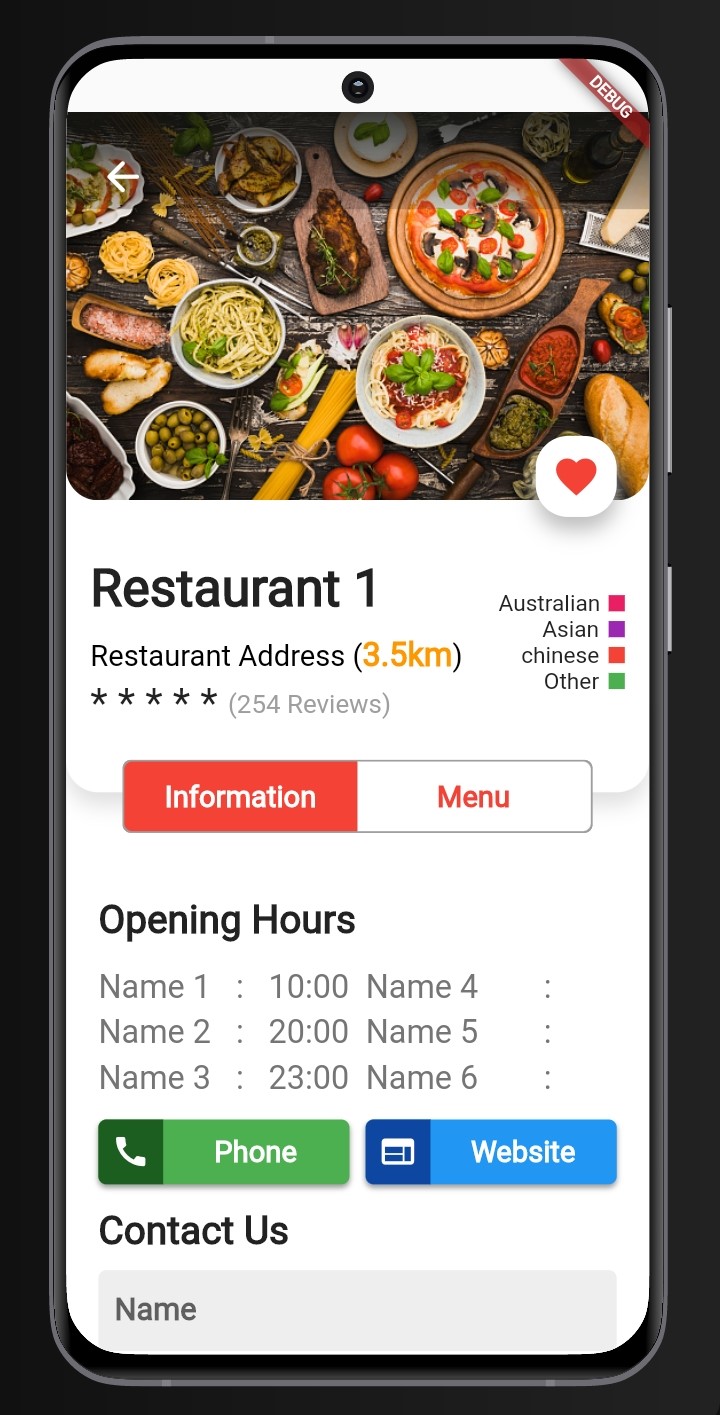 DEBUG
Restaurant 1
Restaurant Address (3.5km)
* * * * * (254 Reviews)
Australian
Asian
chinese
Other
Information Menu
Opening Hours
Name 1 : 10:00 Name 4 :
Name 2 : 20:00 Name 5 :
Name 3 : 23:00 Name 6 :
Phone Website
Contact Us
Name